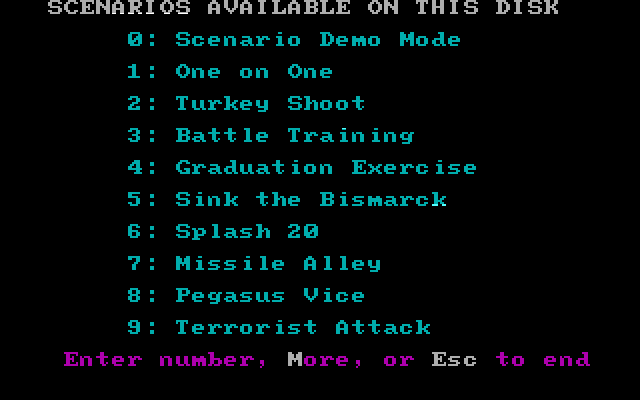 SCENARIOS AVAILABLE ON THIS DISK
0: Scenario Demo Mode
1: One on One
2: Turkey Shoot
3: Battle Training
4: Graduation Exercise
5: Sink the Bismarck
6: Splash 20
7: Missile Alley
8: Pegasus Vice
9: Terrorist Attack
Enter number, More, or Esc to end